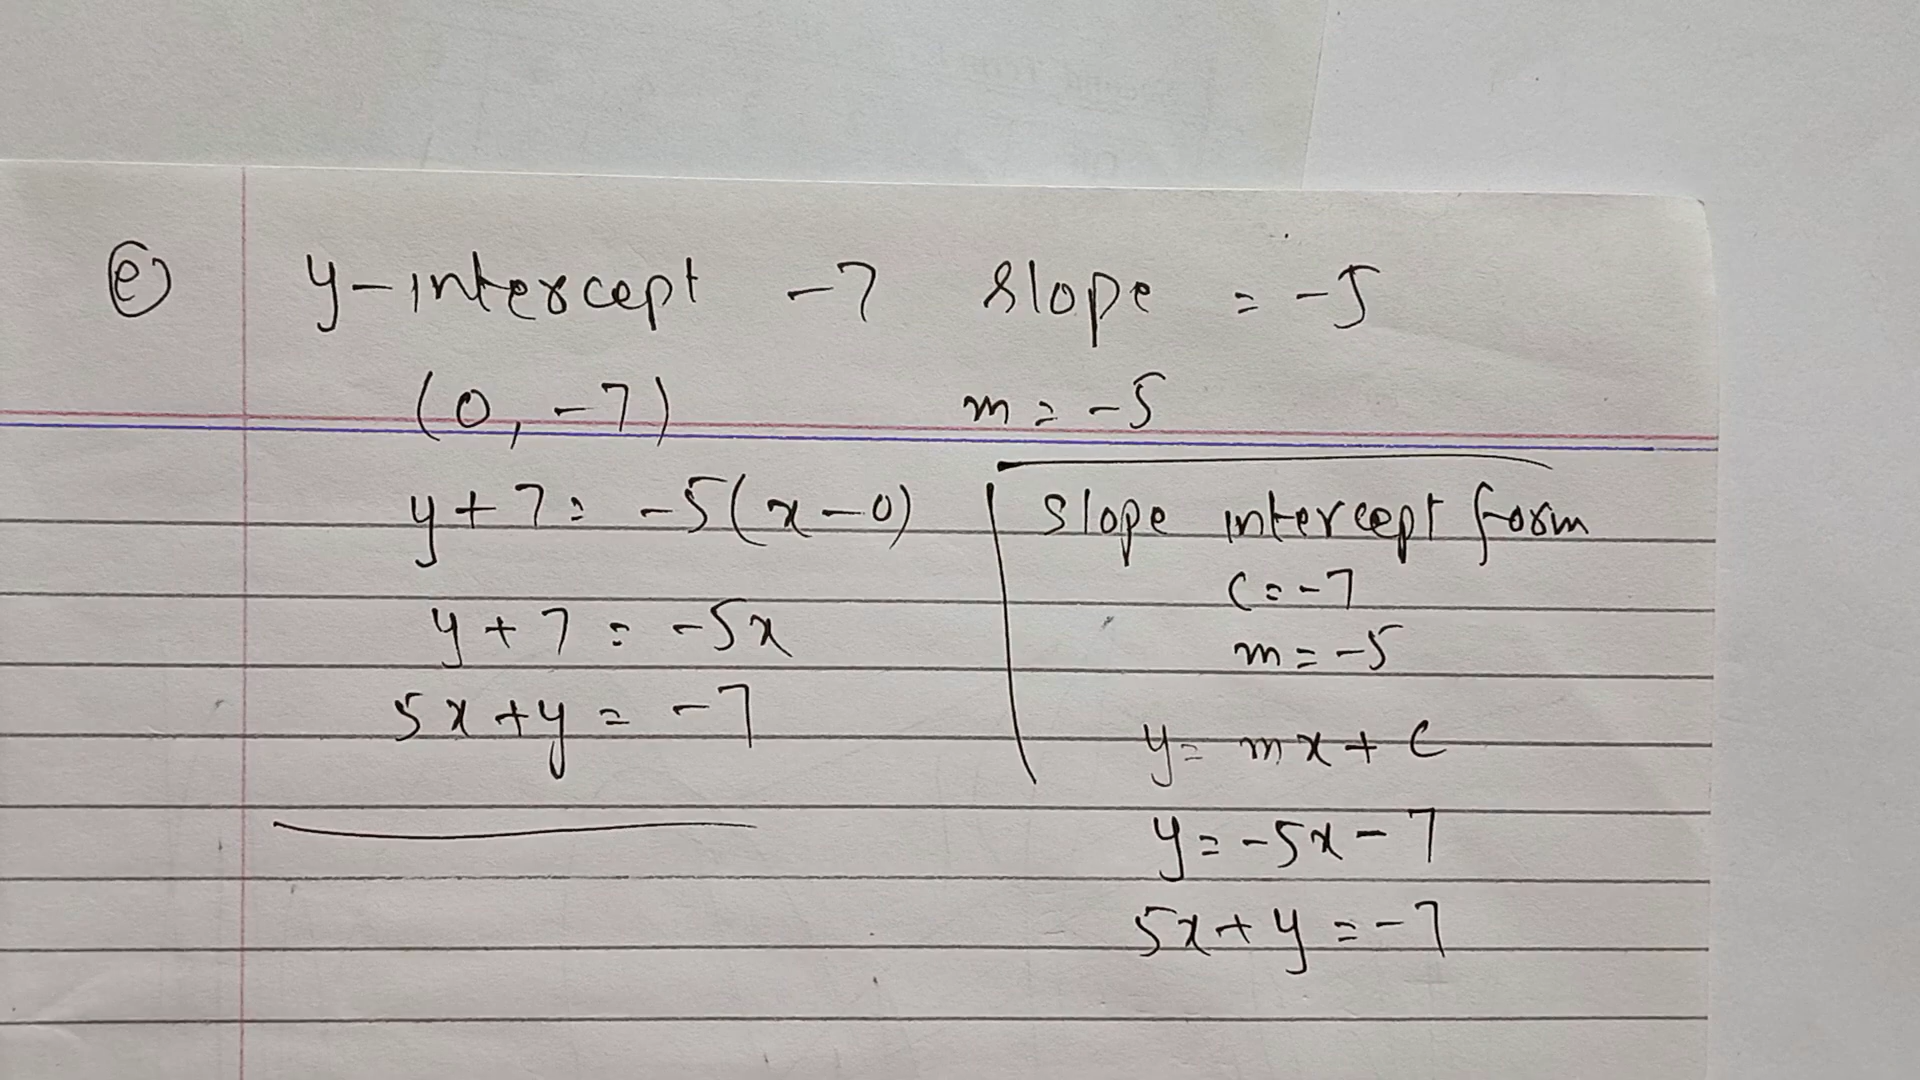 e) y-intercept -7 slope = -5
(0, -7) m = -5
y + 7 = -5(x - 0)
y + 7 = -5x
5x + y = -7
slope intercept form
c = -7
m = -5
y = mx + c
y = -5x - 7
5x + y = -7